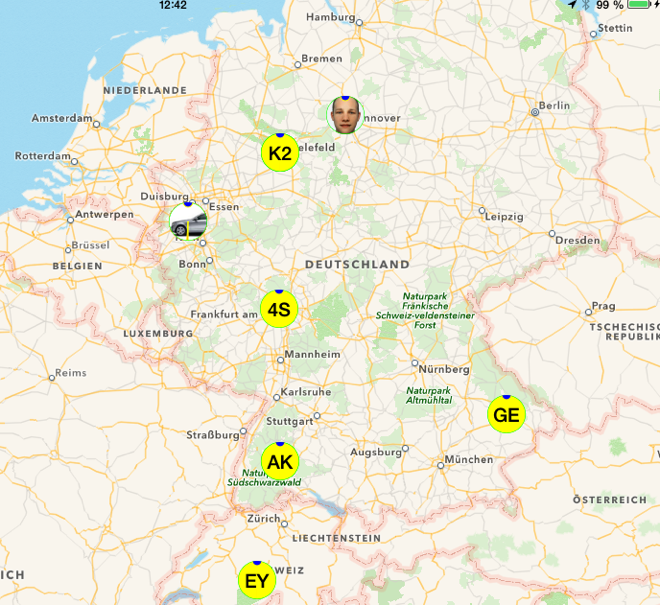 12:42
99 %
Hamburg
Stettin
Bremen
NIEDERLANDE
Berlin
nnover
Amsterdam
elefeld
K2
Rotterdam
Duisburg
Essen
Leipzig
Antwerpen
Dresden
Brüssel
Bonn
DEUTSCHLAND
BELGIEN
Naturpark
Fränkische
Schweiz-veldensteiner
Forst
Prag
4S
Frankfurt am
TSCHECHISC
REPUBLIK
LUXEMBURG
Mannheim
Reims
Nürnberg
Karlsruhe
Naturpark
Altmühltal
GE
Stuttgart
Straßburg
Augsburg
München
AK
Natu
Südschwarzwald
ÖSTERREICH
Zürich
LIECHTENSTEIN
ICH
WEIZ
EY